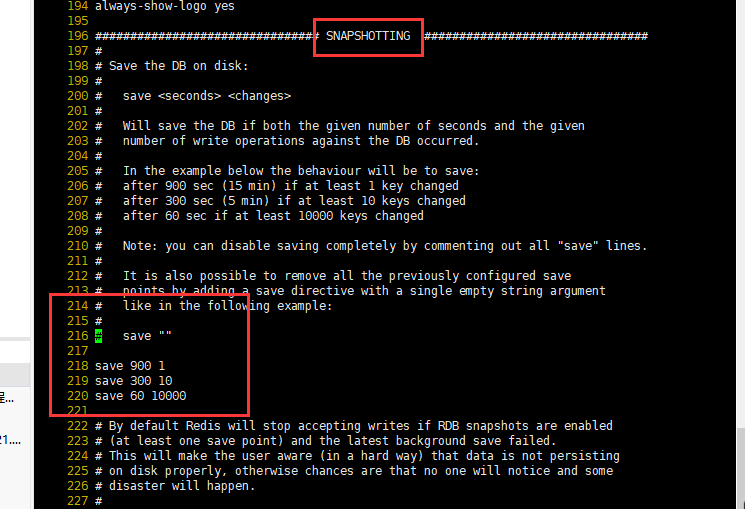 194 always-show-logo yes
195
196 ################################ SNAPSHOTTING ################################
197 #
198 # Save the DB on disk:
199 #
200 #   save <seconds> <changes>
201 #
202 #   Will save the DB if both the given number of seconds and the given
203 #   number of write operations against the DB occurred.
204 #
205 #   In the example below the behaviour will be to save:
206 #   after 900 sec (15 min) if at least 1 key changed
207 #   after 300 sec (5 min) if at least 10 keys changed
208 #   after 60 sec if at least 10000 keys changed
209 #
210 #   Note: you can disable saving completely by commenting out all "save" lines.
211 #
212 #   It is also possible to remove all the previously configured save
213 #   points by adding a save directive with a single empty string argument
214 #   like in the following example:
215 #
216 #   save ""
217
218 save 900 1
219 save 300 10
220 save 60 10000
221
222 # By default Redis will stop accepting writes if RDB snapshots are enabled
223 # (at least one save point) and the latest background save failed.
224 # This will make the user aware (in a hard way) that data is not persisting
225 # on disk properly, otherwise chances are that no one will notice and some
226 # disaster will happen.
227 #
程...
21....